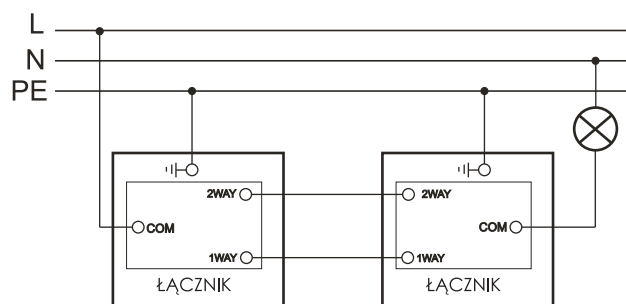 L
N
PE
2WAY 2WAY
COM COM
1WAY 1WAY
ŁĄCZNIK ŁĄCZNIK